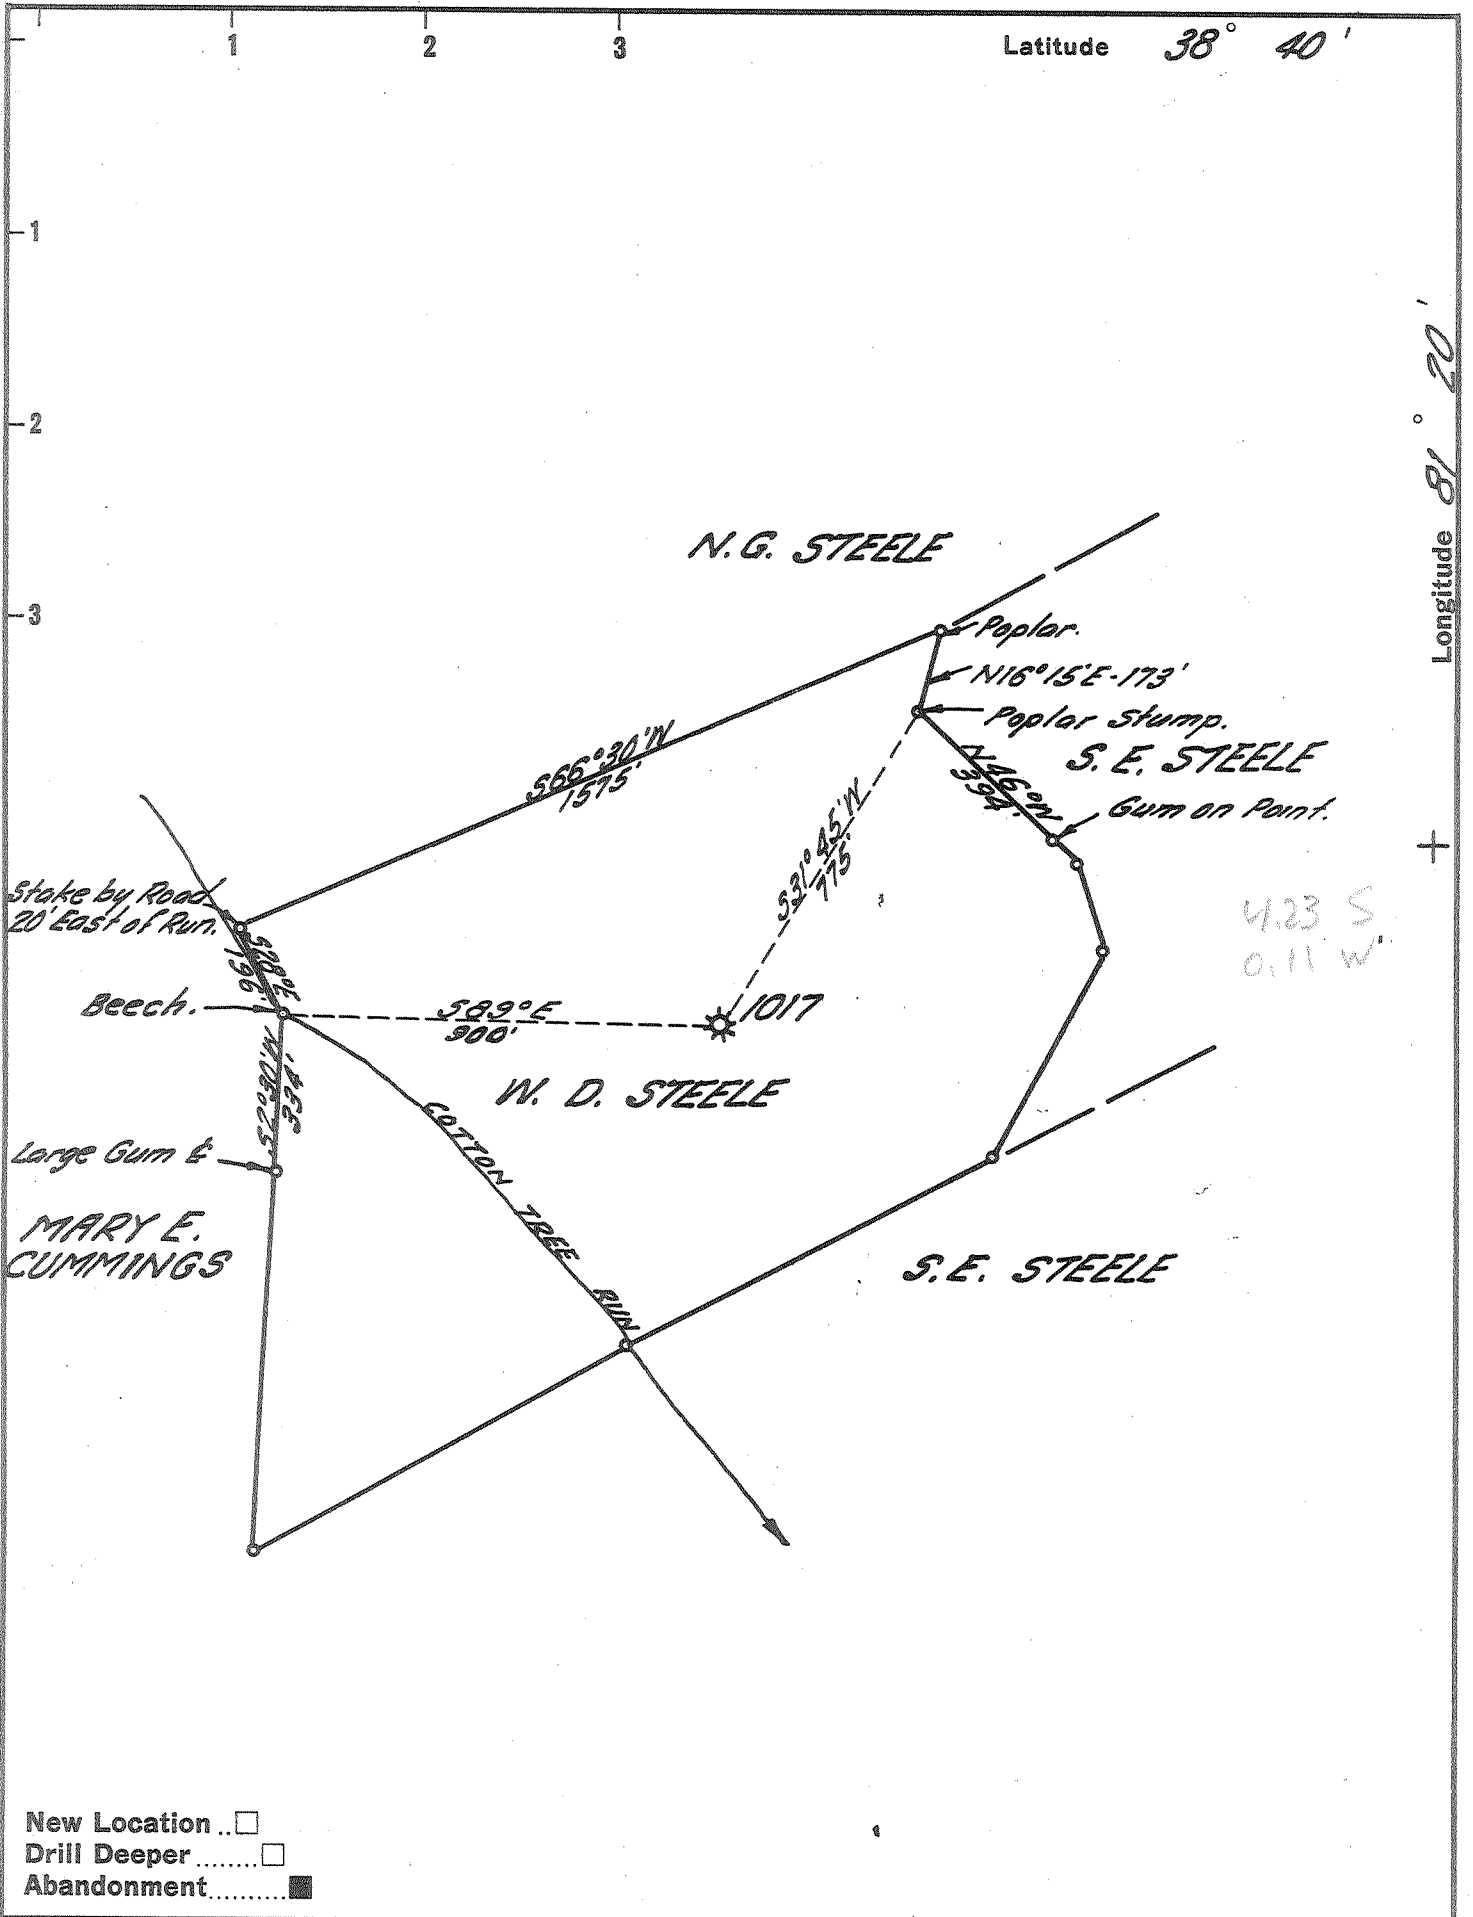 1 2 3
Latitude 38° 40'
1
2
3
Longitude 81° 20'
N.G. STEELE
Poplar.
N16°15'E-173'
Poplar Stump.
S.E. STEELE
S66°30'W
1575'
N46°W
394'
Gum on Point.
S31°45'W
775'
Stake by Road
20' East of Run.
S28°E
196'
4.23 S
0.11 W
Beech.
S89°E
900'
1017
W. D. STEELE
S2°30'W
334'
COTTON TREE RUN
Large Gum &
MARY E.
CUMMINGS
S.E. STEELE
New Location ..☐
Drill Deeper ........☐
Abandonment..........■